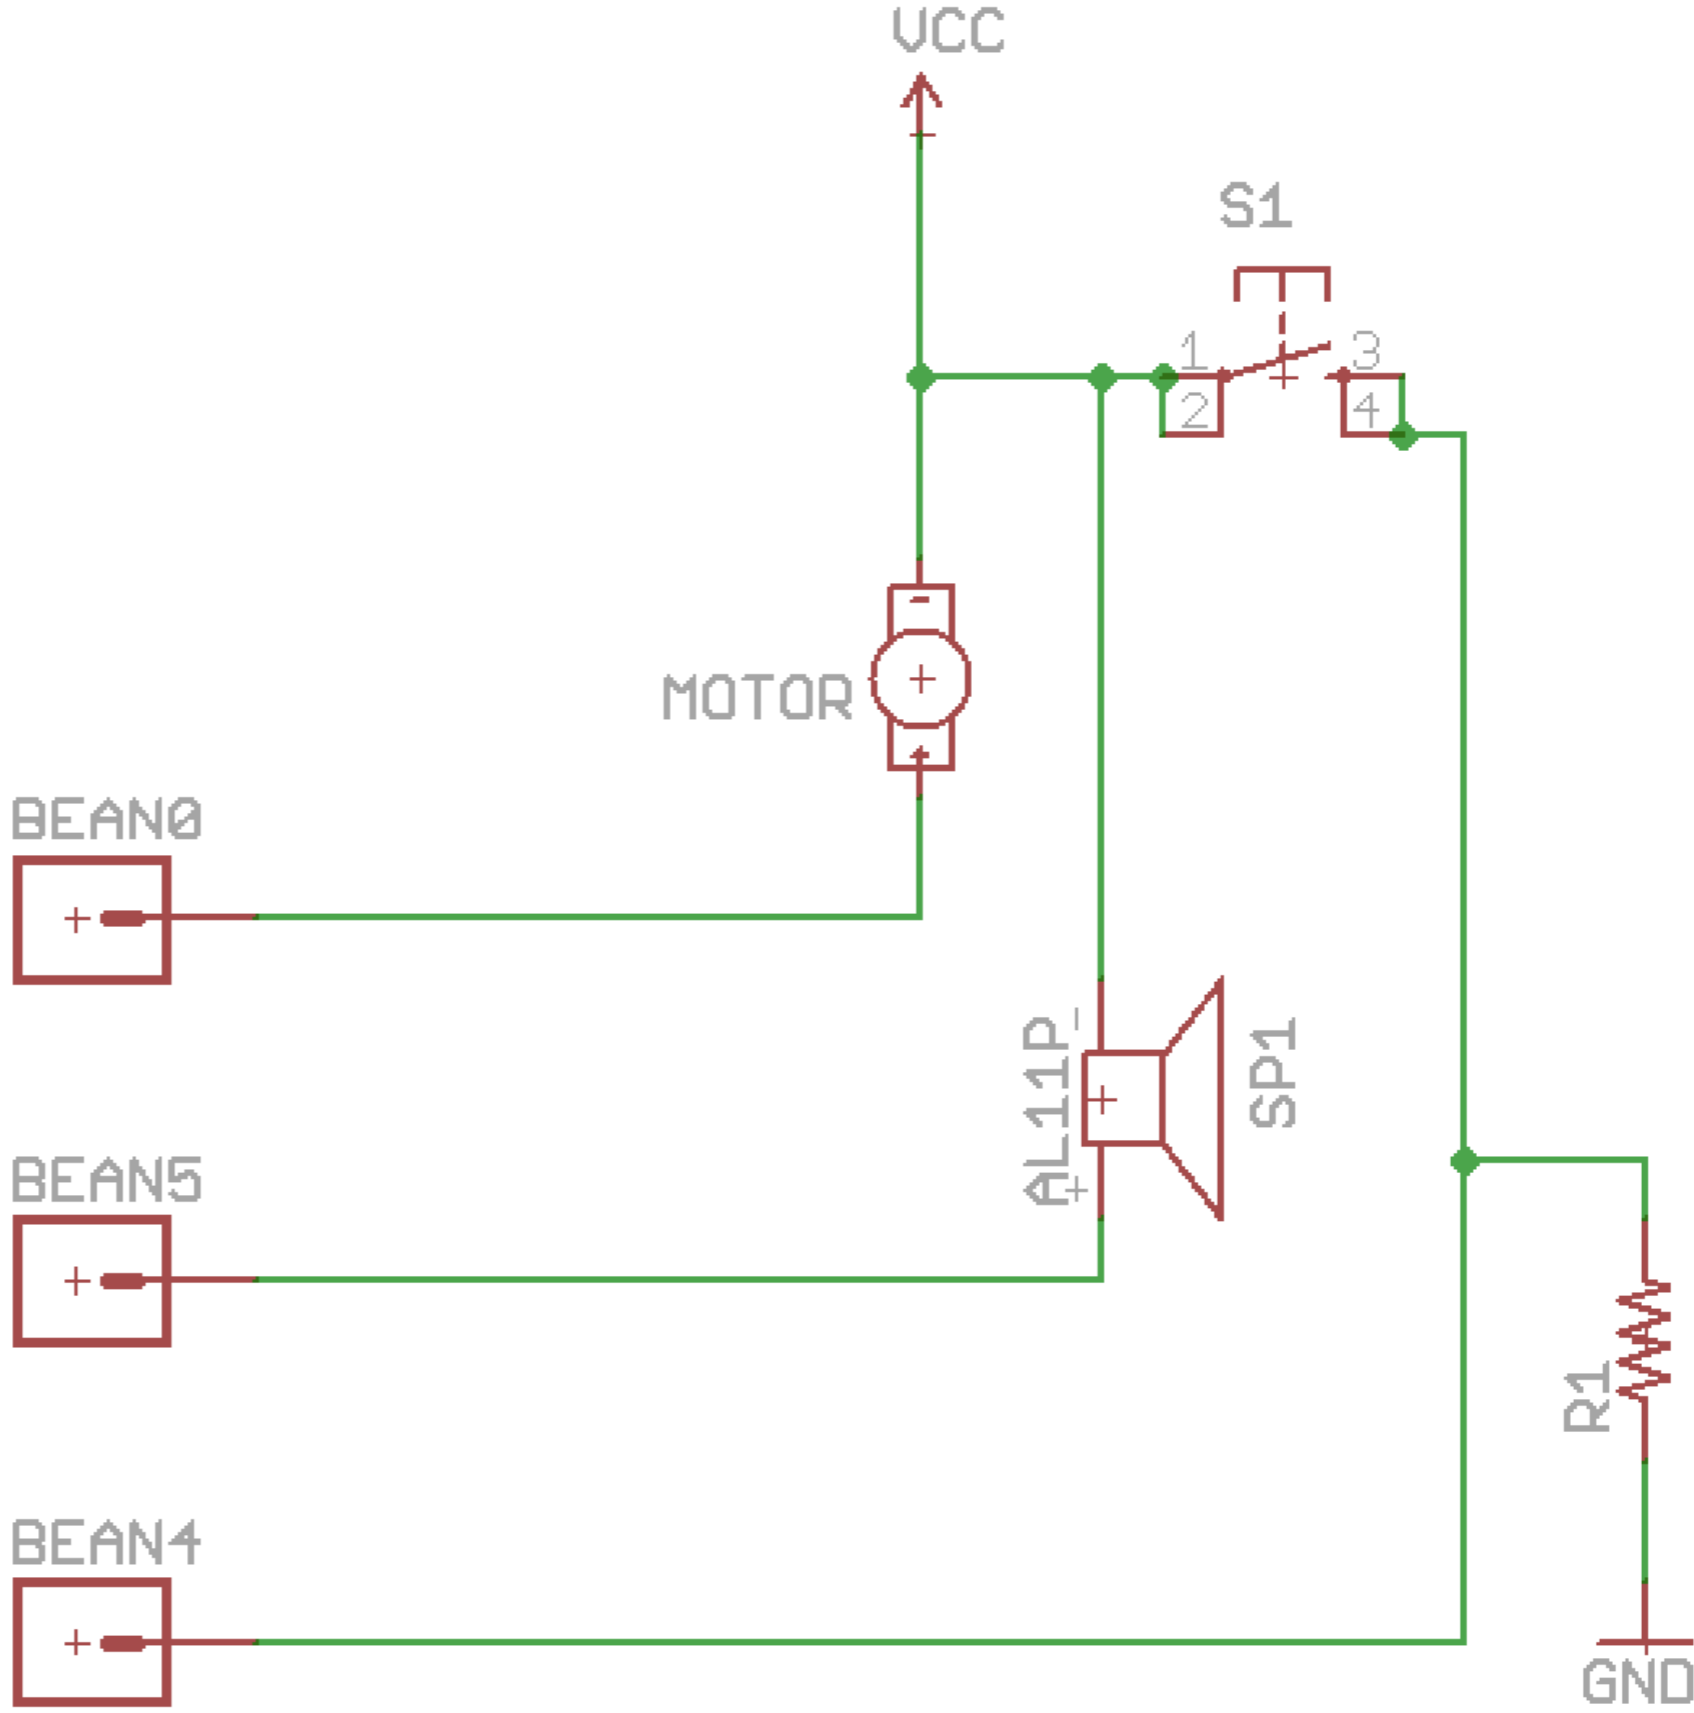 VCC
S1
1
3
2
4
-
MOTOR
+
BEAN0
AL11P
-
+
SP1
BEAN5
R1
BEAN4
GND